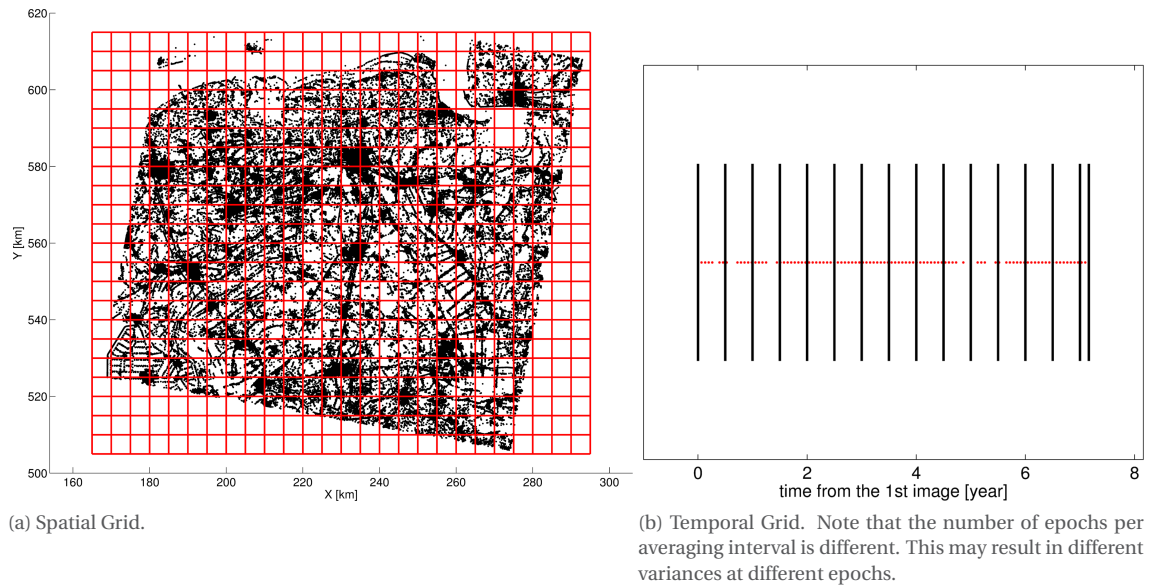 620
600
580
560
540
520
500
Y [km]
160
180
200
220
240
260
280
300
X [km]
(a) Spatial Grid.
0
2
4
6
8
time from the 1st image [year]
(b) Temporal Grid. Note that the number of epochs per
averaging interval is different. This may result in different
variances at different epochs.